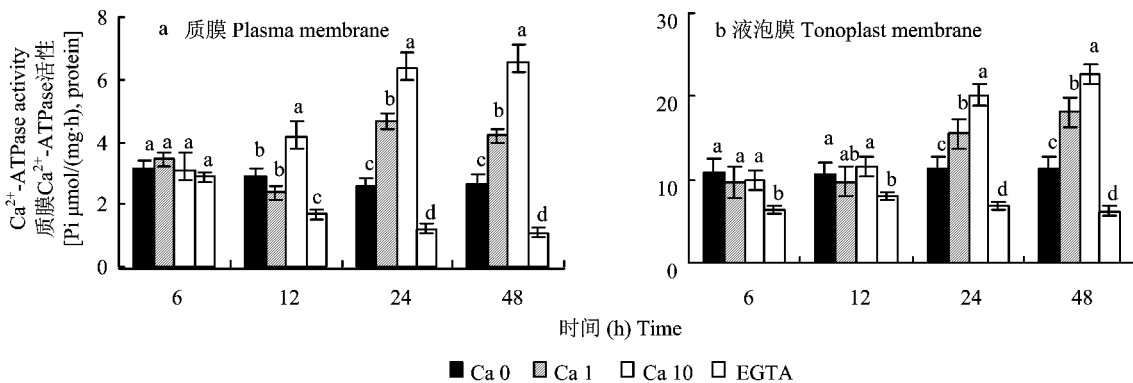 Ca²⁺-ATPase activity
质膜Ca²⁺-ATPase活性
[Pi μmol/(mg·h), protein]
a 质膜 Plasma membrane
8
6
4
2
0
a a a a
b b a c
c b a d
c b a d
6 12 24 48
b 液泡膜 Tonoplast membrane
30
20
10
0
a a a b
a ab a b
c b a d
c b a d
6 12 24 48
时间 (h) Time
Ca 0 Ca 1 Ca 10 EGTA